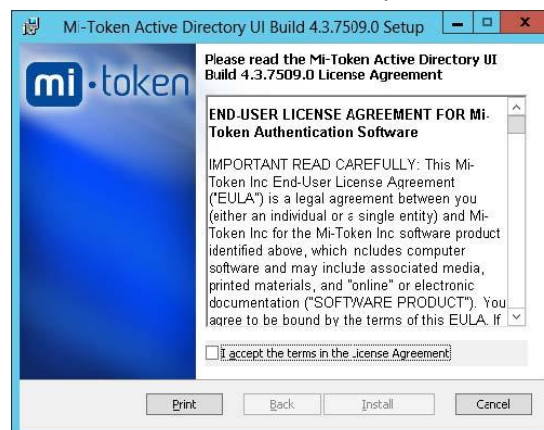 Mi-Token Active Directory UI Build 4.3.7509.0 Setup
mi·token
Please read the Mi-Token Active Directory UI
Build 4.3.7509.0 License Agreement
END-USER LICENSE AGREEMENT FOR Mi-
Token Authentication Software
IMPORTANT READ CAREFULLY: This Mi-
Token Inc End-User License Agreement
("EULA") is a legal agreement between you
(either an individual or a single entity) and Mi-
Token Inc for the Mi-Token Inc software product
identified above, which includes computer
software and may include associated media,
printed materials, and "online" or electronic
documentation ("SOFTWARE PRODUCT"). You
agree to be bound by the terms of this EULA. If
I accept the terms in the License Agreement
Print Back Install Cancel